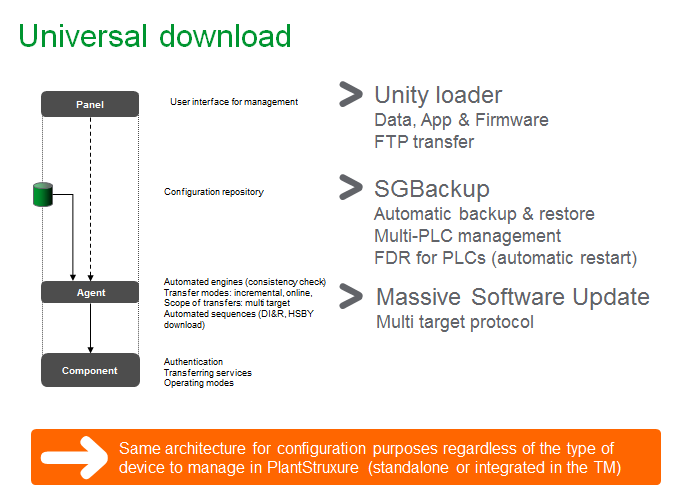 Universal download
Panel
User interface for management
Configuration repository
Agent
Automated engines (consistency check)
Transfer modes: incremental, online,
Scope of transfers: multi target
Automated sequences (DI&R, HSBY
download)
Component
Authentication
Transferring services
Operating modes
Unity loader
Data, App & Firmware
FTP transfer
SGBackup
Automatic backup & restore
Multi-PLC management
FDR for PLCs (automatic restart)
Massive Software Update
Multi target protocol
Same architecture for configuration purposes regardless of the type of
device to manage in PlantStruxure (standalone or integrated in the TM)